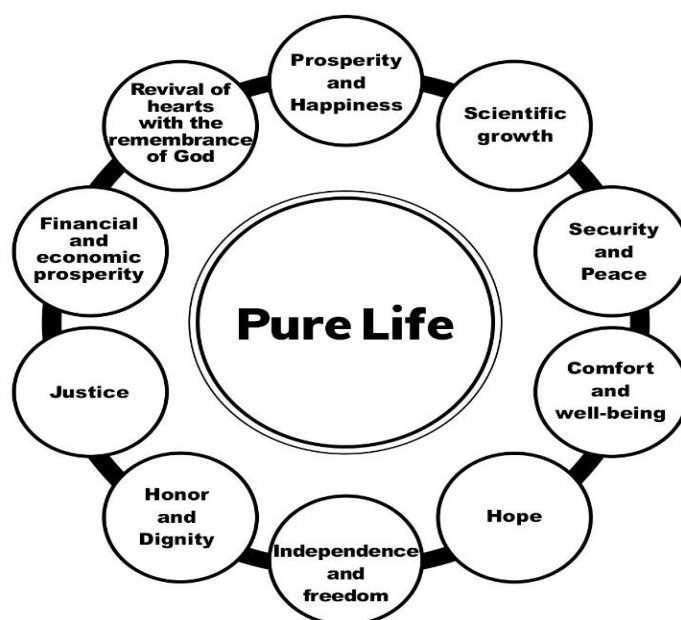 Prosperity
and
Happiness
Scientific
growth
Security
and
Peace
Comfort
and
well-being
Hope
Independence
and
freedom
Honor
and
Dignity
Justice
Financial
and
economic
prosperity
Revival of
hearts
with the
remembrance
of God
Pure Life